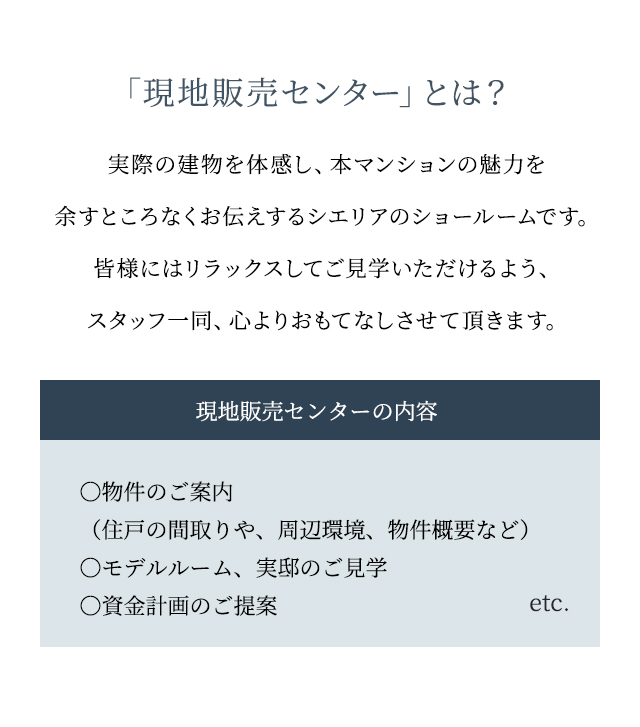 「現地販売センター」とは？
実際の建物を体感し、本マンションの魅力を
余すところなくお伝えするシエリアのショールームです。
皆様にはリラックスしてご見学いただけるよう、
スタッフ一同、心よりおもてなしさせて頂きます。
現地販売センターの内容
〇物件のご案内
（住戸の間取りや、周辺環境、物件概要など）
〇モデルルーム、実邸のご見学
〇資金計画のご提案 etc.